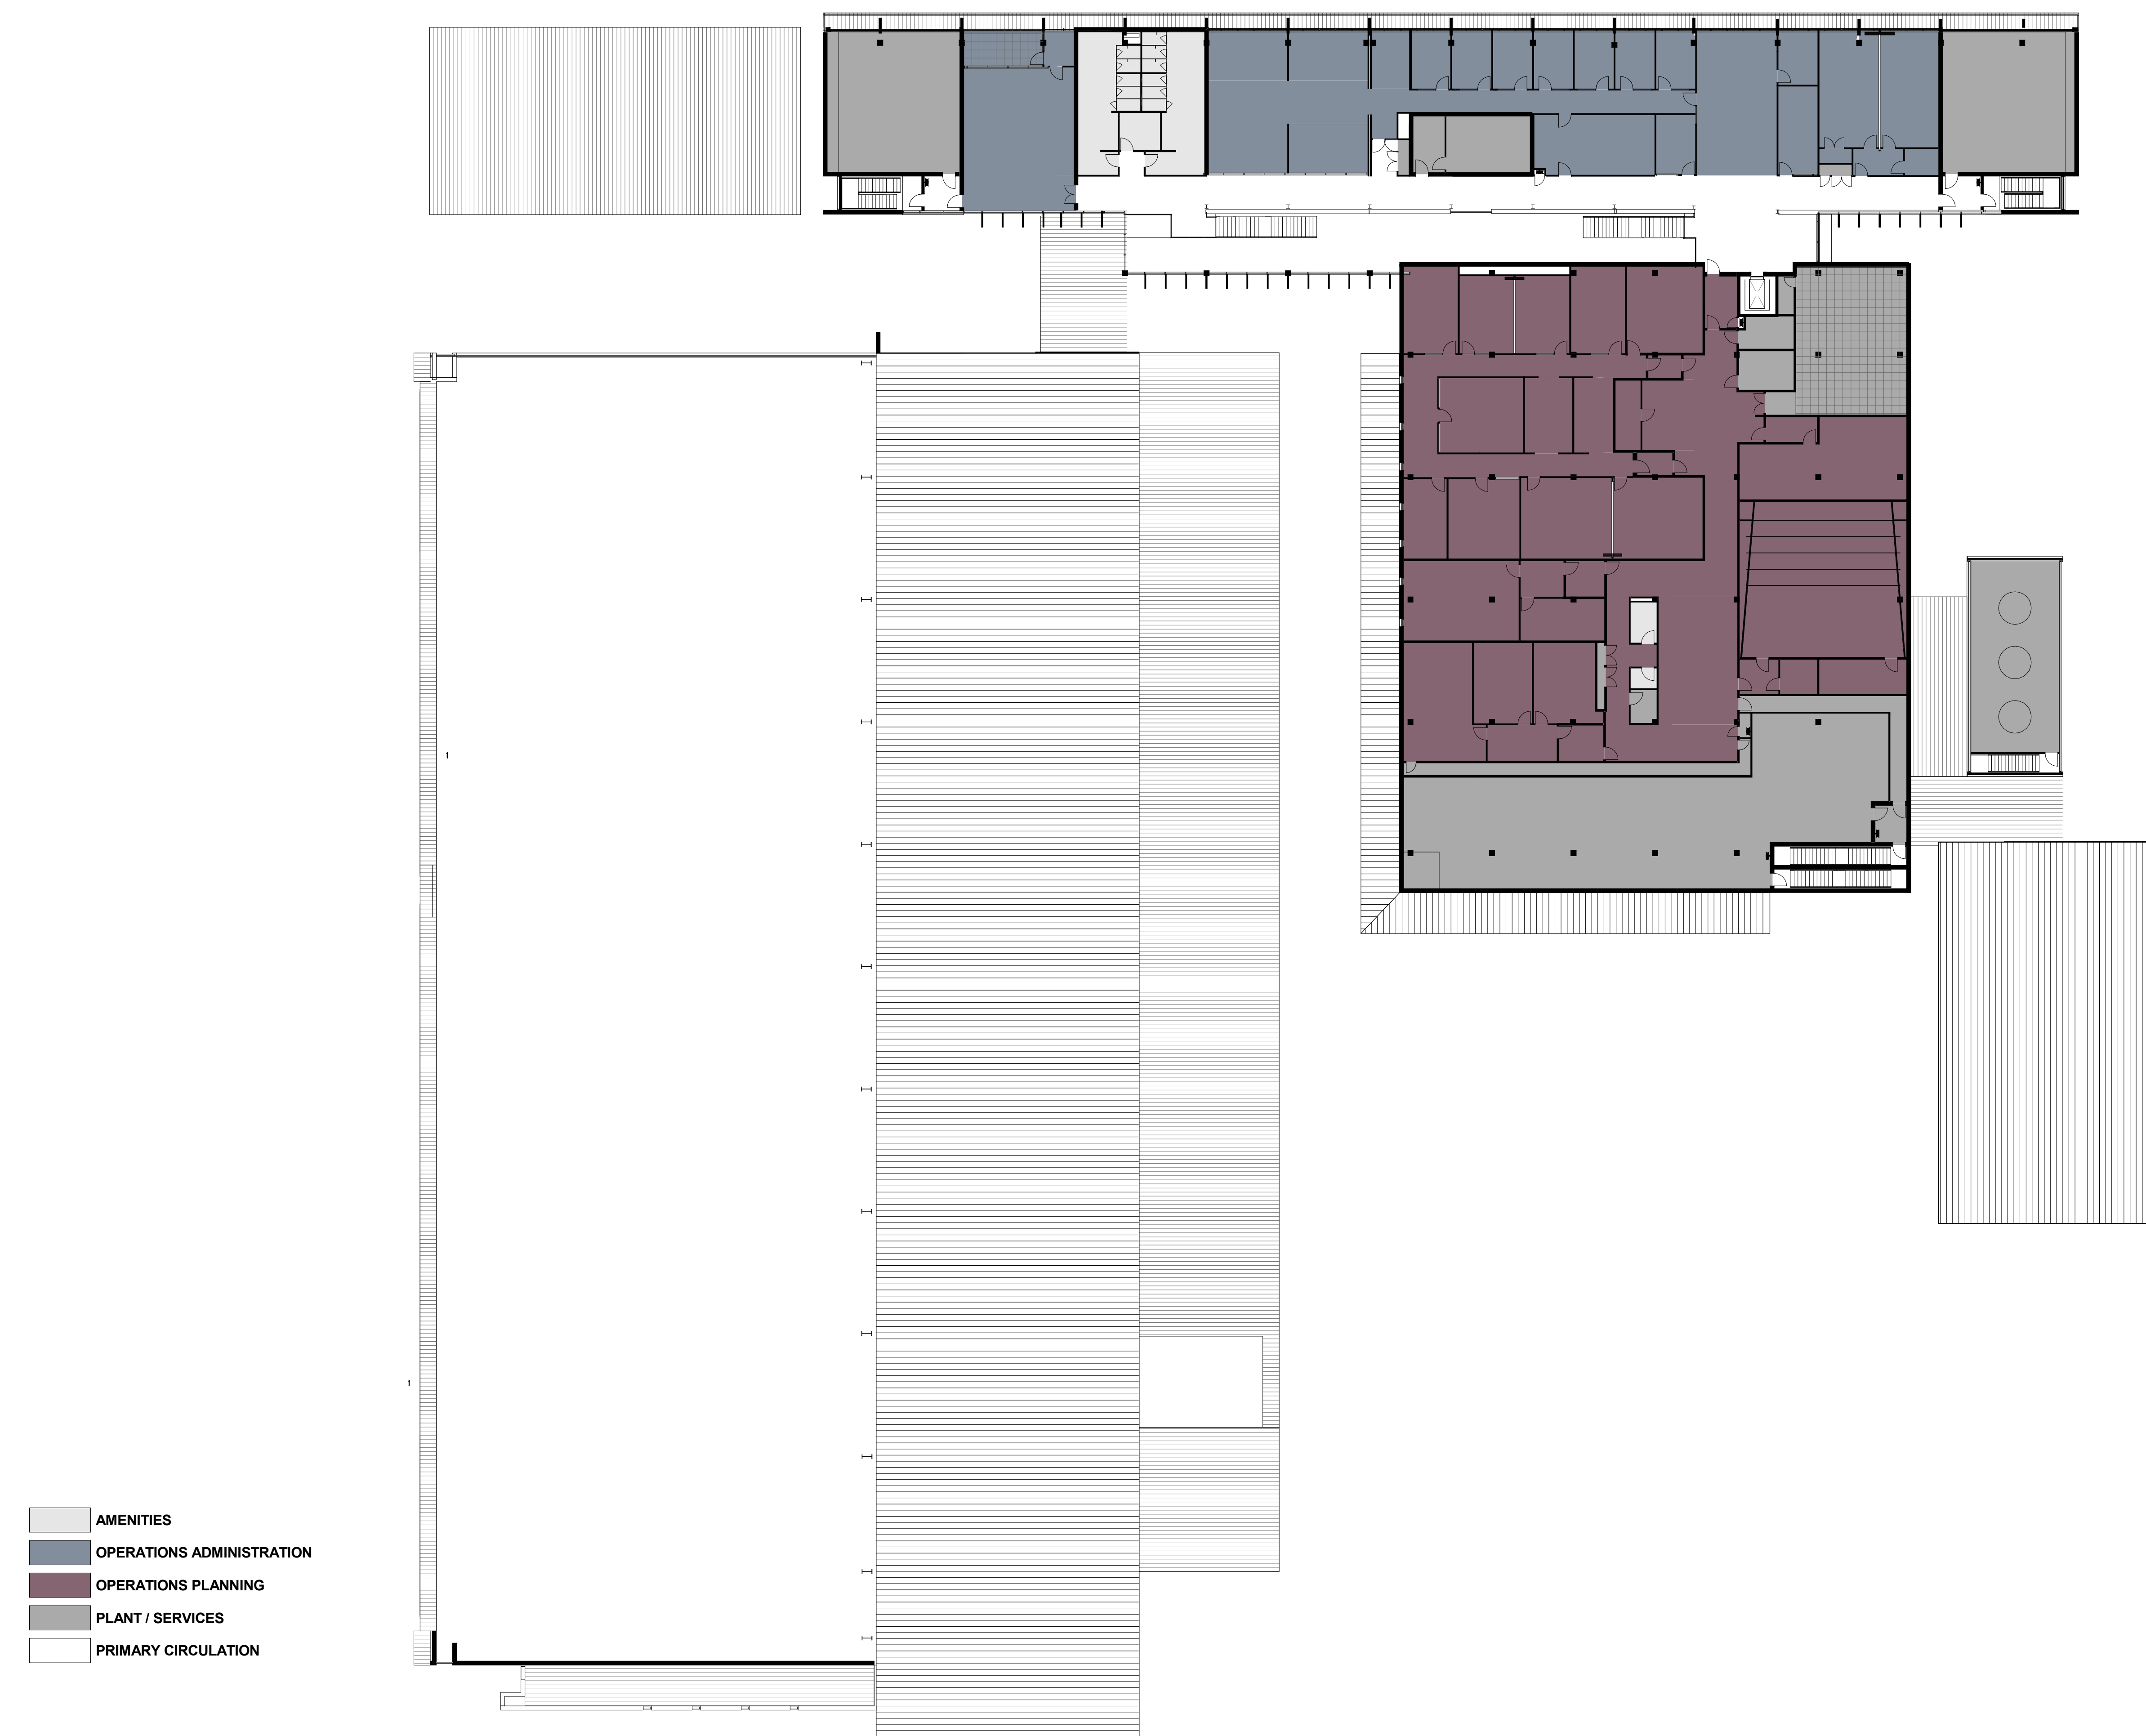 AMENITIES
OPERATIONS ADMINISTRATION
OPERATIONS PLANNING
PLANT / SERVICES
PRIMARY CIRCULATION